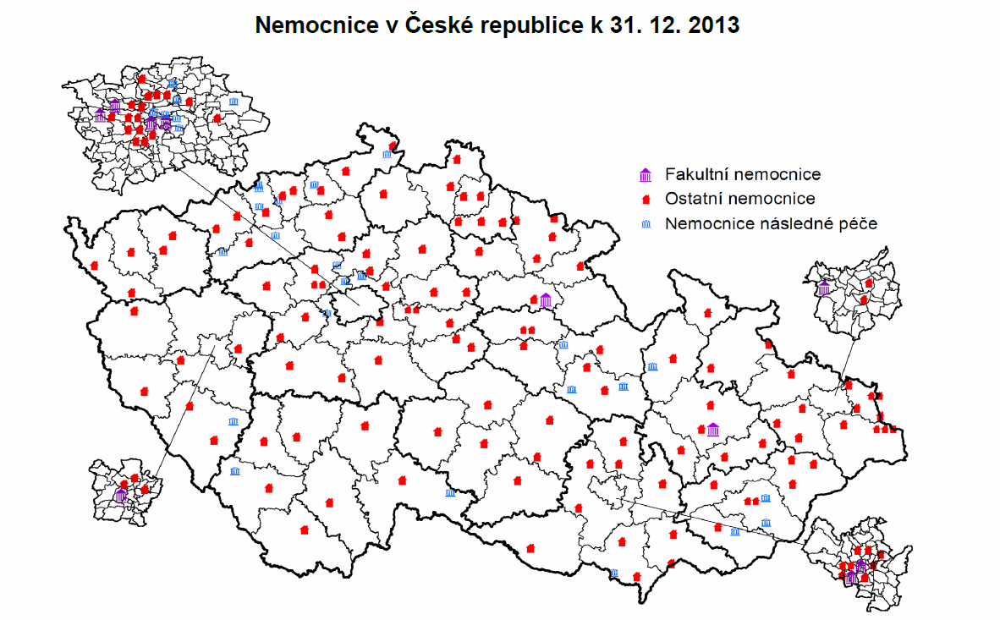 Nemocnice v České republice k 31. 12. 2013
Fakultní nemocnice
Ostatní nemocnice
Nemocnice následné péče